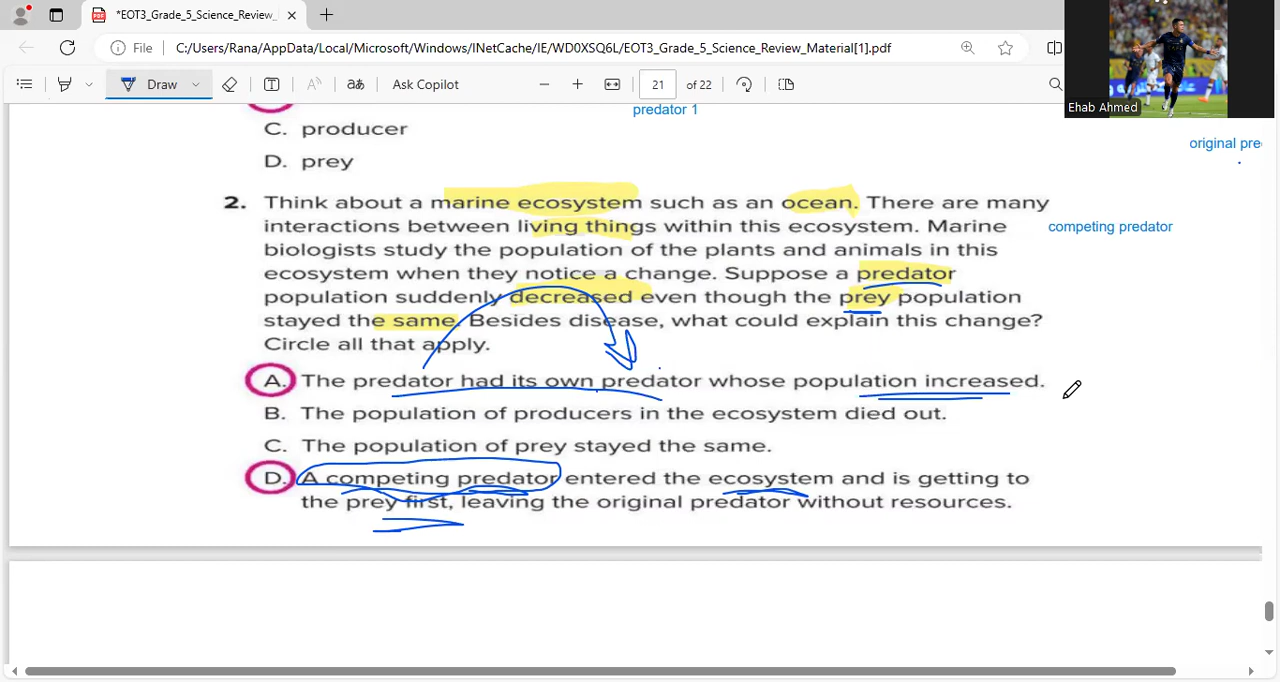 *EOT3_Grade_5_Science_Review_
File
C:/Users/Rana/AppData/Local/Microsoft/Windows/INetCache/IE/WD0XSQ6L/EOT3_Grade_5_Science_Review_Material[1].pdf
Draw
Ask Copilot
21
of 22
Ehab Ahmed
predator 1
C. producer
original pre
D. prey
2. Think about a marine ecosystem such as an ocean. There are many
interactions between living things within this ecosystem. Marine
competing predator
biologists study the population of the plants and animals in this
ecosystem when they notice a change. Suppose a predator
population suddenly decreased even though the prey population
stayed the same. Besides disease, what could explain this change?
Circle all that apply.
A. The predator had its own predator whose population increased.
B. The population of producers in the ecosystem died out.
C. The population of prey stayed the same.
D. A competing predator entered the ecosystem and is getting to
the prey first, leaving the original predator without resources.